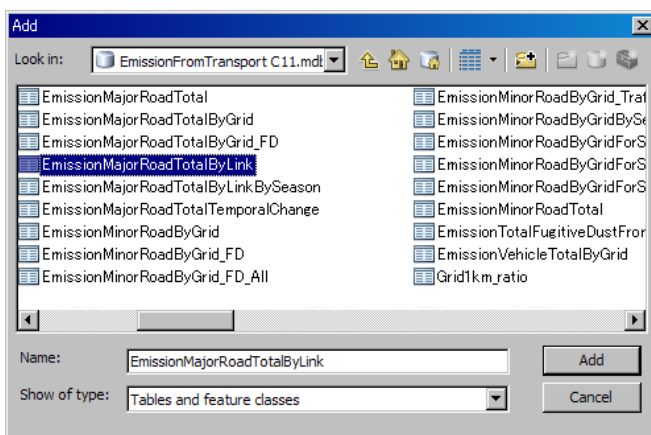 Add
Look in: EmissionFromTransport C11.mdb
EmissionMajorRoadTotal
EmissionMajorRoadTotalByGrid
EmissionMajorRoadTotalByGrid_FD
EmissionMajorRoadTotalByLink
EmissionMajorRoadTotalByLinkBySeason
EmissionMajorRoadTotalTemporalChange
EmissionMinorRoadByGrid
EmissionMinorRoadByGrid_FD
EmissionMinorRoadByGrid_FD_All
EmissionMinorRoadByGrid_Traf
EmissionMinorRoadByGridBySe
EmissionMinorRoadByGridForS
EmissionMinorRoadByGridForS
EmissionMinorRoadByGridForS
EmissionMinorRoadTotal
EmissionTotalFugitiveDustFror
EmissionVehicleTotalByGrid
Grid1km_ratio
Name: EmissionMajorRoadTotalByLink Add
Show of type: Tables and feature classes Cancel